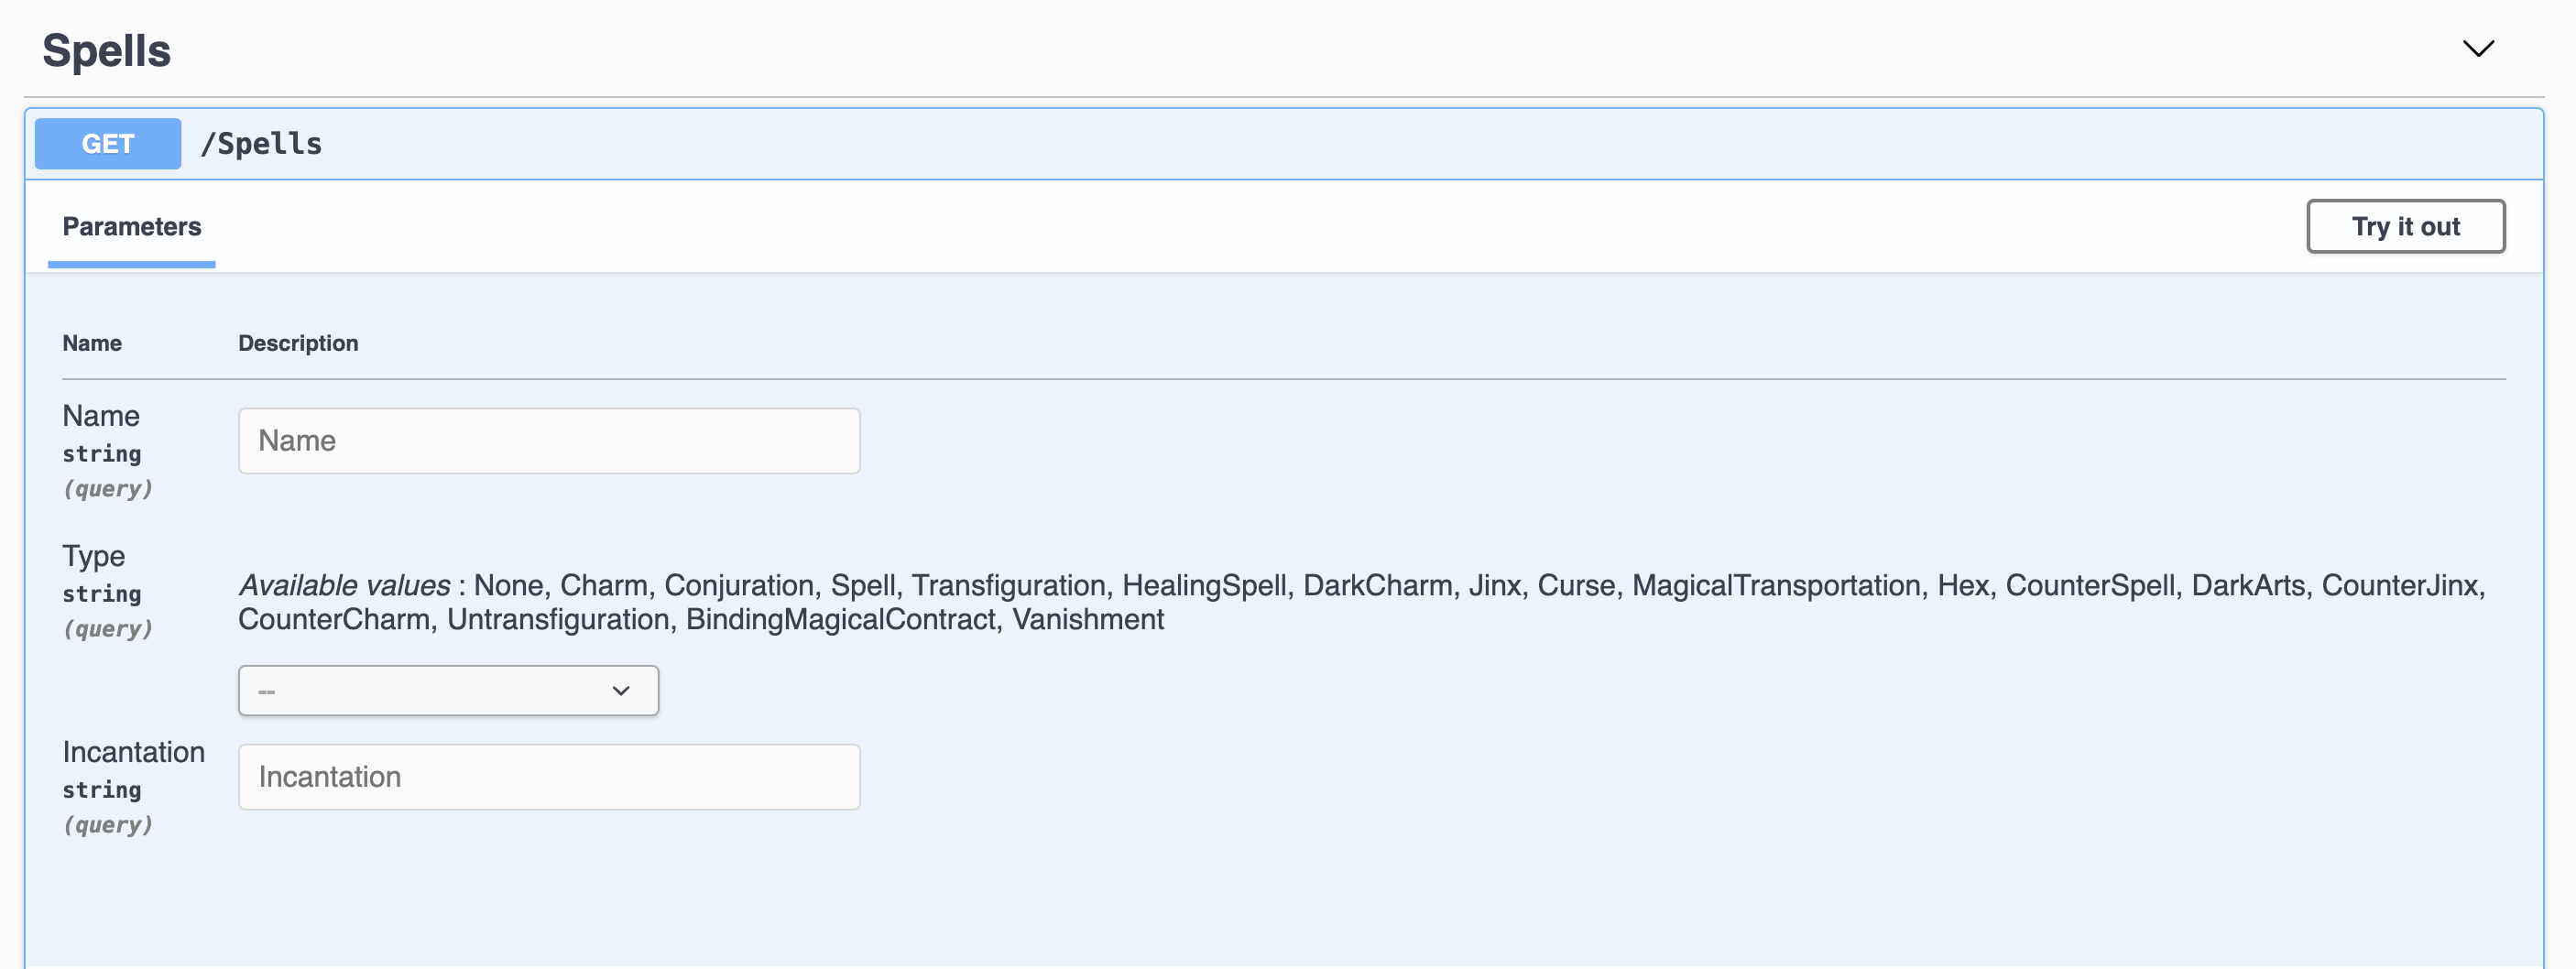 Spells
GET /Spells
Parameters
Try it out
Name Description
Name
string
(query)
Name
Type
string
(query)
Available values : None, Charm, Conjuration, Spell, Transfiguration, HealingSpell, DarkCharm, Jinx, Curse, MagicalTransportation, Hex, CounterSpell, DarkArts, CounterJinx,
CounterCharm, Untransfiguration, BindingMagicalContract, Vanishment
--
Incantation
string
(query)
Incantation